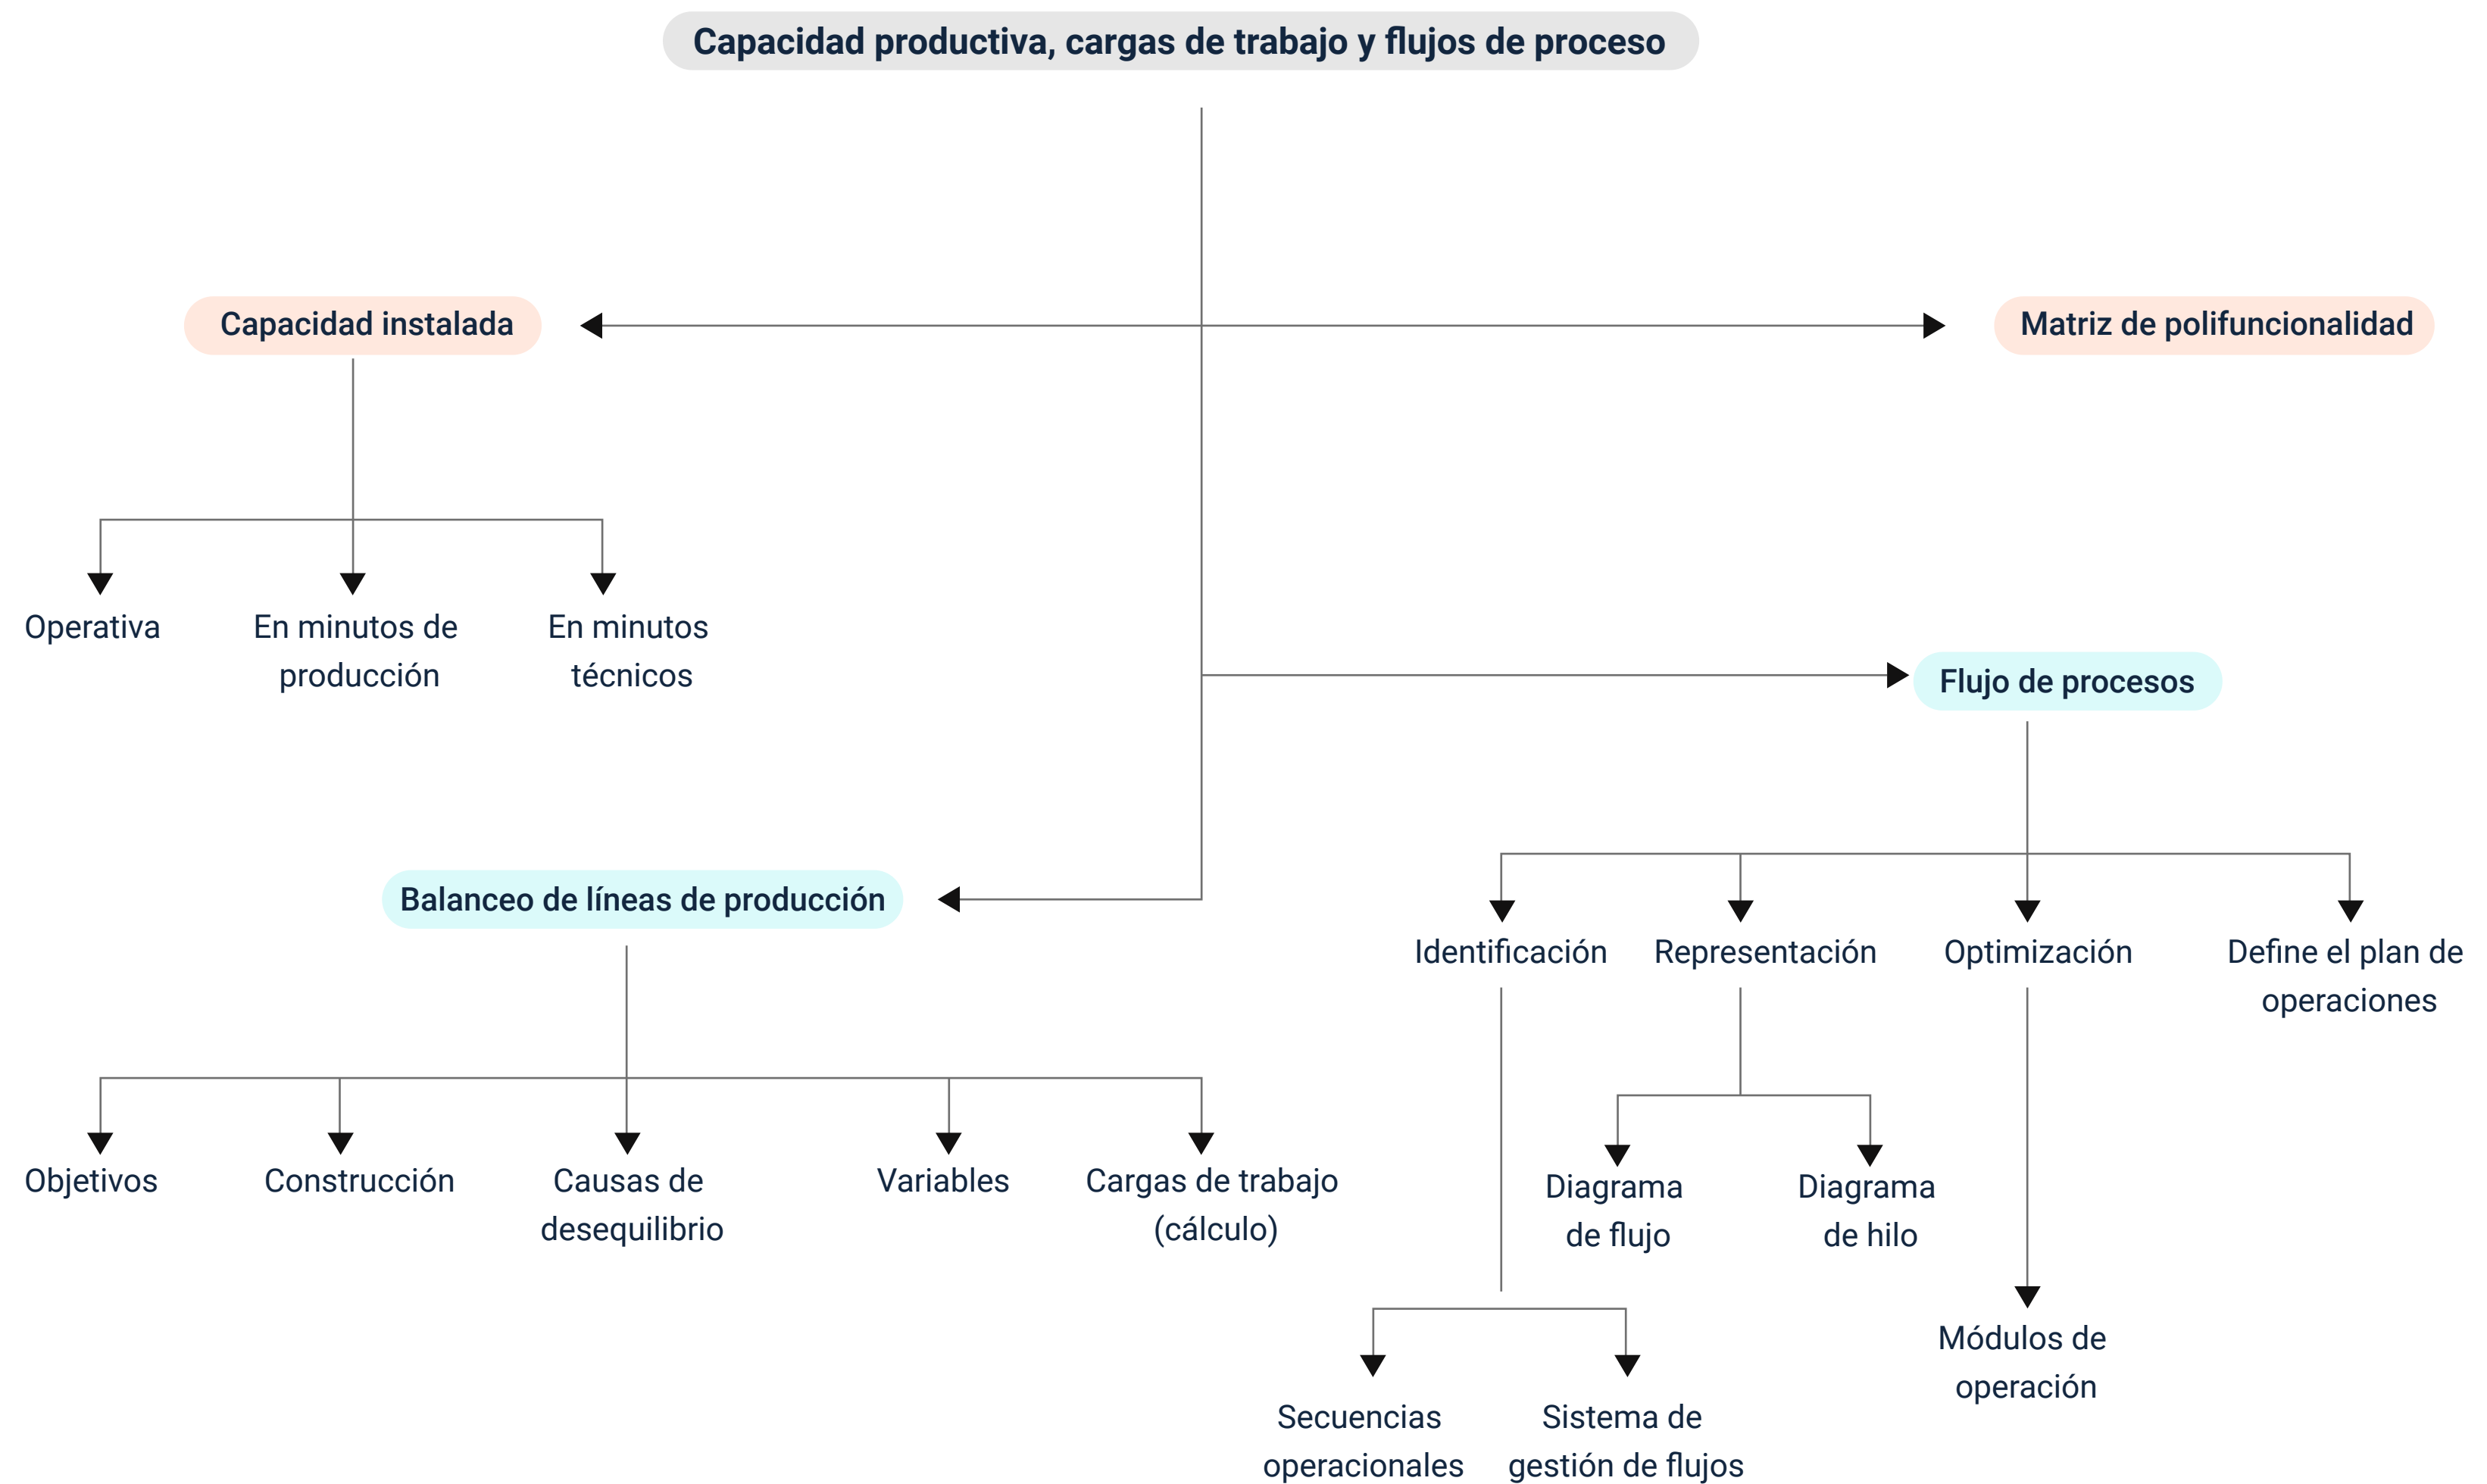 Capacidad productiva, cargas de trabajo y flujos de proceso
Capacidad instalada
Matriz de polifuncionalidad
Operativa
En minutos de
producción
En minutos
técnicos
Flujo de procesos
Balanceo de líneas de producción
Identificación
Representación
Optimización
Define el plan de
operaciones
Objetivos
Construcción
Causas de
desequilibrio
Variables
Cargas de trabajo
(cálculo)
Diagrama
de flujo
Diagrama
de hilo
Módulos de
operación
Secuencias
operacionales
Sistema de
gestión de flujos